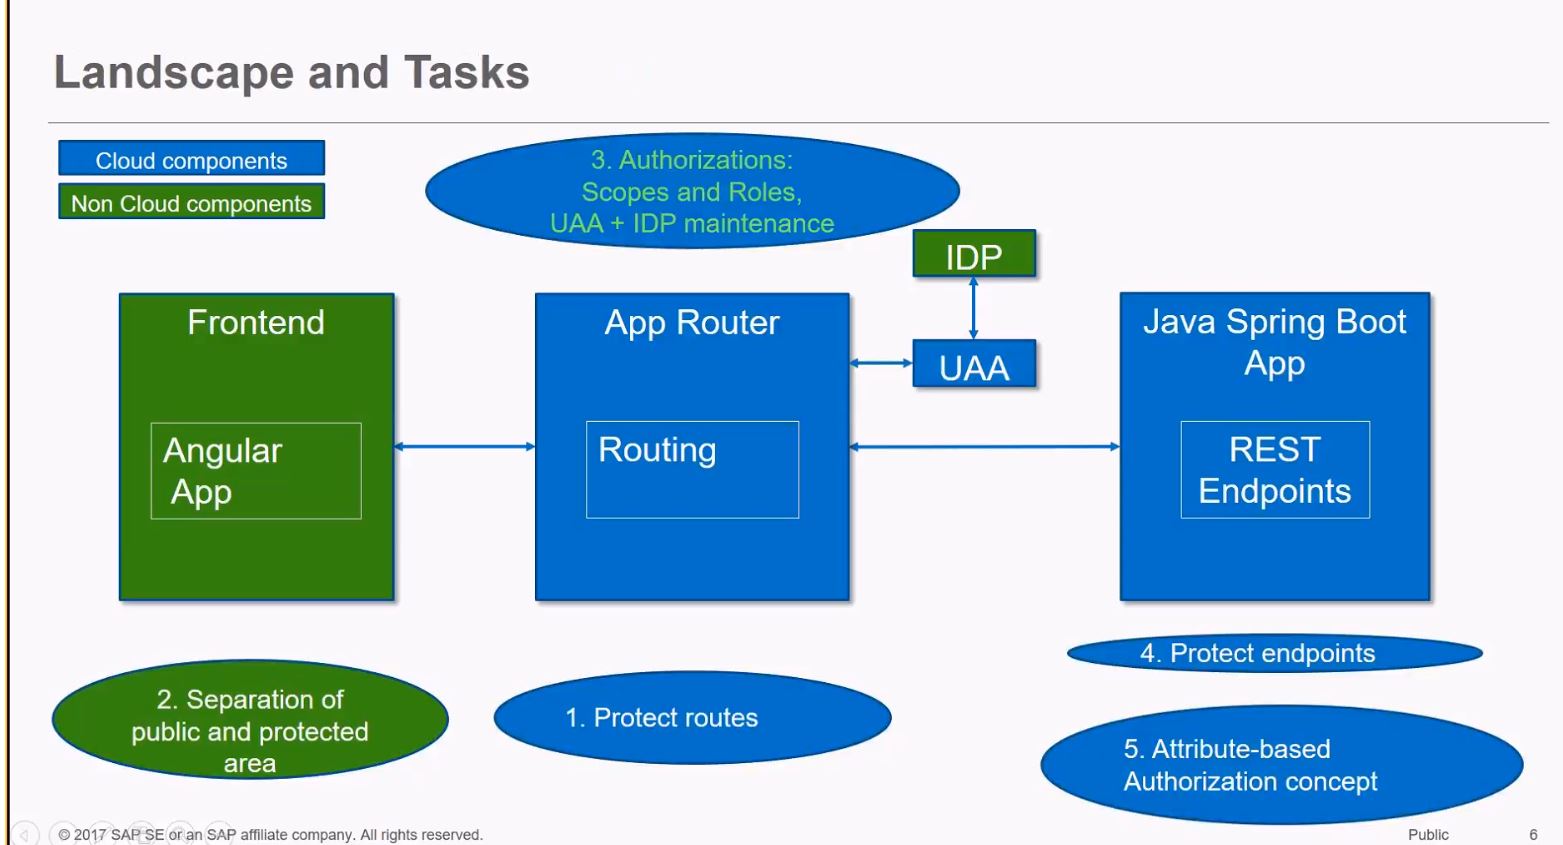 Landscape and Tasks
Cloud components
Non Cloud components
3. Authorizations:
Scopes and Roles,
UAA + IDP maintenance
IDP
UAA
Frontend
Angular
App
App Router
Routing
Java Spring Boot
App
REST
Endpoints
2. Separation of
public and protected
area
1. Protect routes
4. Protect endpoints
5. Attribute-based
Authorization concept
© 2017 SAP SE or an SAP affiliate company. All rights reserved.
Public
6